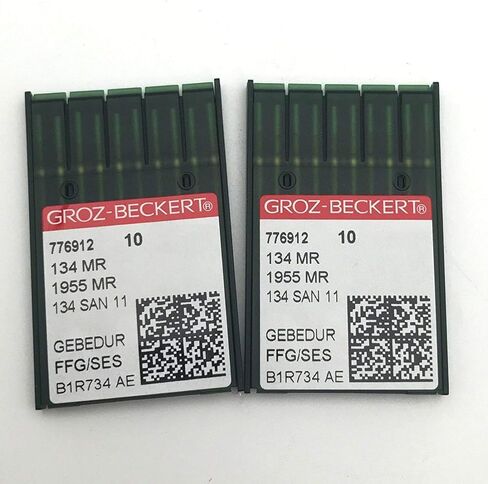 GROZ-BECKERT®
776912 10
134 MR
1955 MR
134 SAN 11
GEBEDUR
FFG/SES
B1R734 AE
GROZ-BECKERT®
776912 10
134 MR
1955 MR
134 SAN 11
GEBEDUR
FFG/SES
B1R734 AE